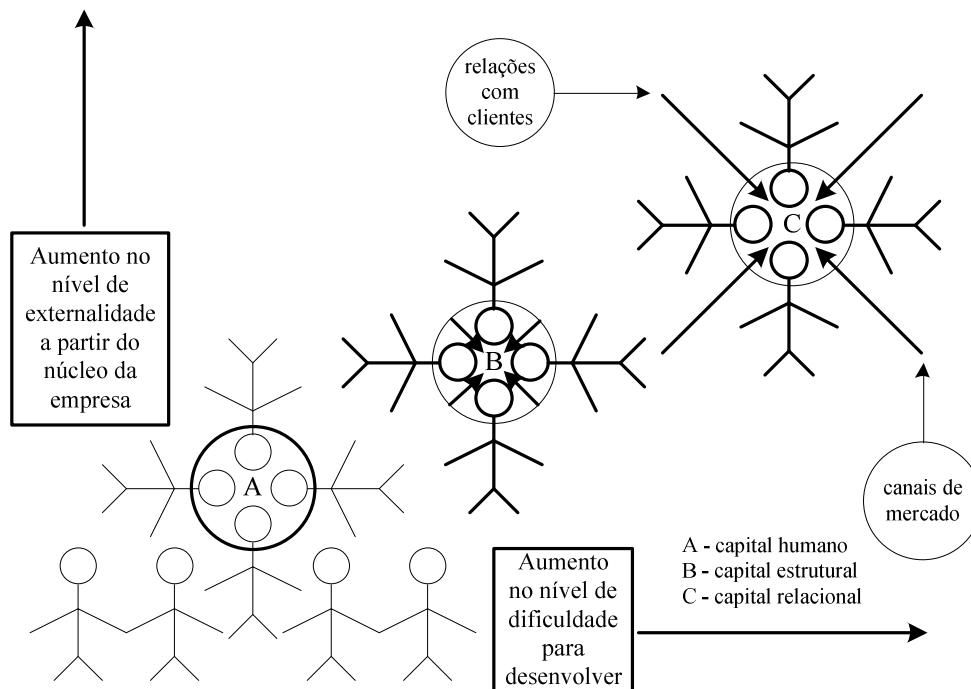 relações
com
clientes
C
Aumento no
nível de
externalidade
a partir do
núcleo da
empresa
B
A
canais de
mercado
A - capital humano
B - capital estrutural
C - capital relacional
Aumento
no nível de
dificuldade
para
desenvolver